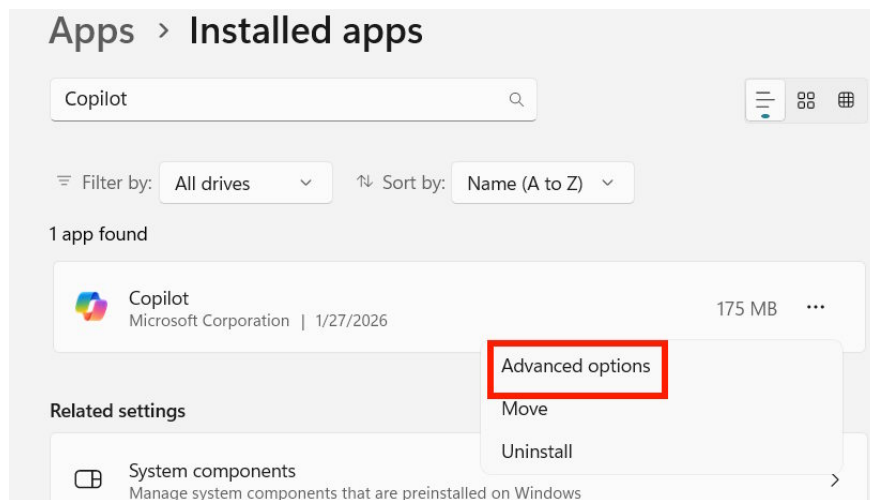 Apps > Installed apps
Copilot
Filter by: All drives Sort by: Name (A to Z)
1 app found
Copilot
Microsoft Corporation | 1/27/2026
175 MB ...
Advanced options
Move
Uninstall
Related settings
System components
Manage system components that are preinstalled on Windows